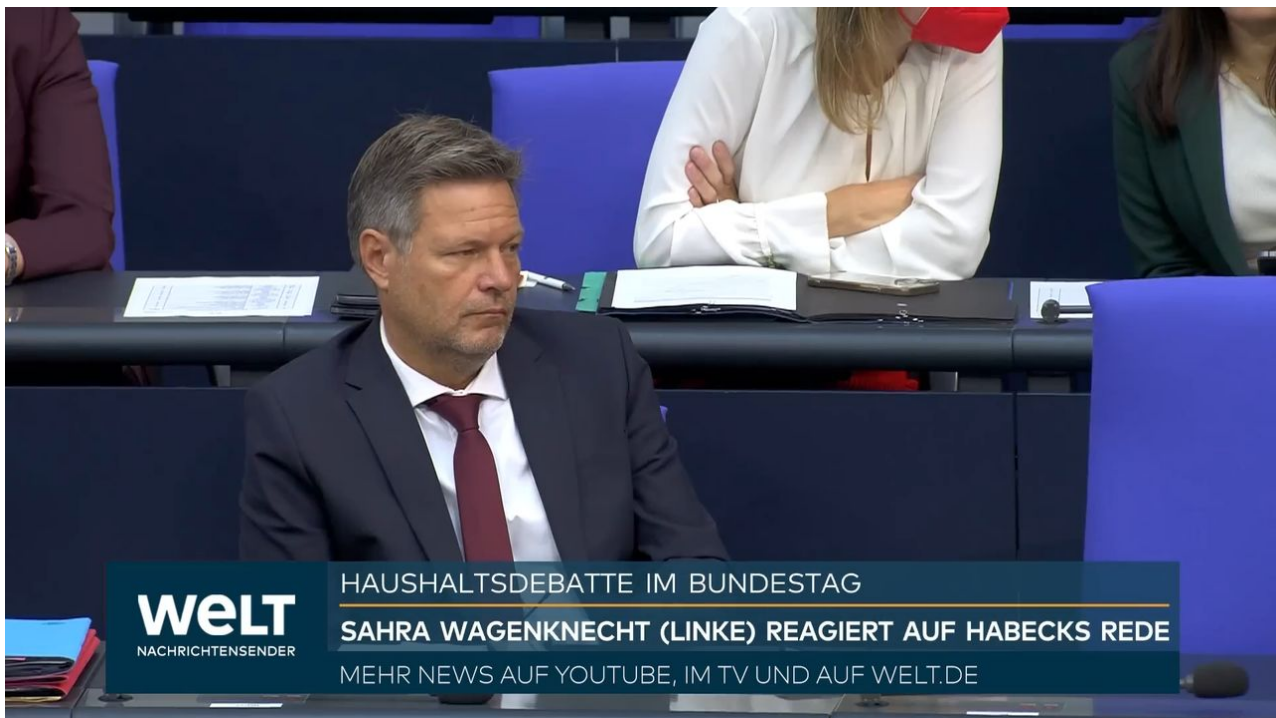 WELT
NACHRICHTENSENDER
HAUSHALTSDEBATTE IM BUNDESTAG
SAHRA WAGENKNECHT (LINKE) REAGIERT AUF HABECKS REDE
MEHR NEWS AUF YOUTUBE, IM TV UND AUF WELT.DE